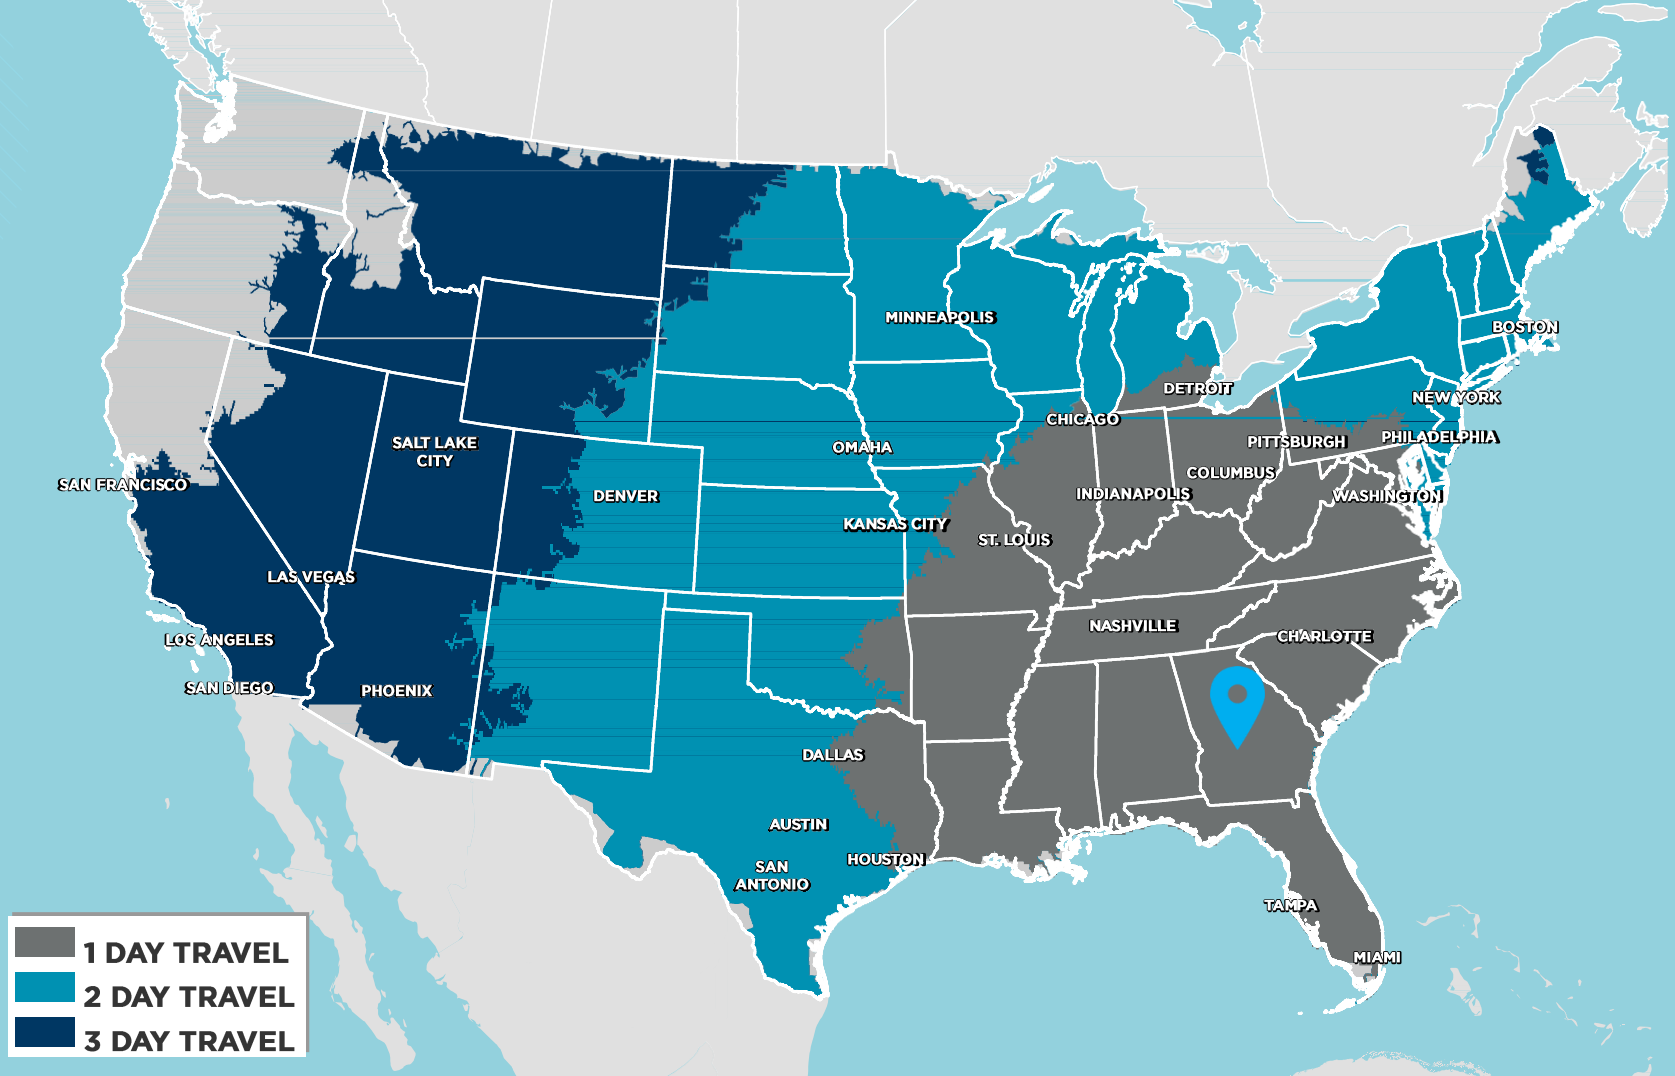 MINNEAPOLIS
BOSTON
DETROIT
NEW YORK
CHICAGO
PHILADELPHIA
PITTSBURGH
SALT LAKE
CITY
OMAHA
COLUMBUS
SAN FRANCISCO
DENVER
INDIANAPOLIS
WASHINGTON
KANSAS CITY
ST. LOUIS
LAS VEGAS
NASHVILLE
CHARLOTTE
LOS ANGELES
SAN DIEGO
PHOENIX
DALLAS
AUSTIN
HOUSTON
SAN
ANTONIO
TAMPA
MIAMI
1 DAY TRAVEL
2 DAY TRAVEL
3 DAY TRAVEL